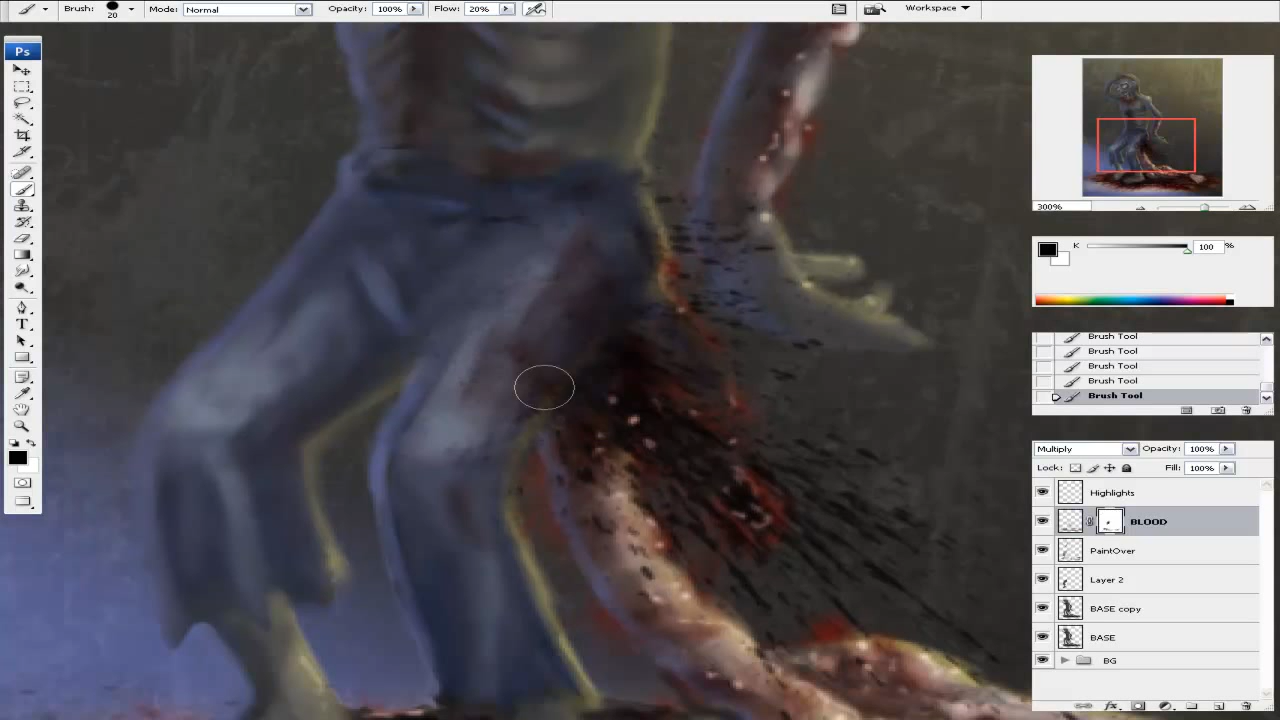 Brush: 20 Mode: Normal Opacity: 100% Flow: 20% Workspace
Ps
T
300%
K 100 %
Brush Tool
Brush Tool
Brush Tool
Brush Tool
Brush Tool
Multiply Opacity: 100%
Lock: Fill: 100%
Highlights
BLOOD
PaintOver
Layer 2
BASE copy
BASE
BG
fx